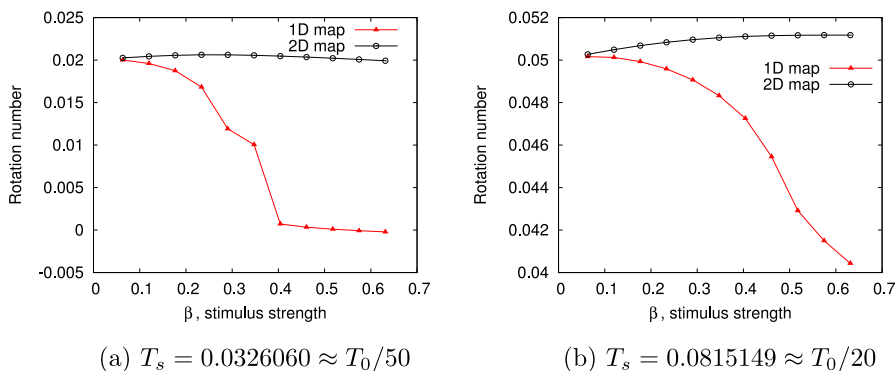 0.025
0.02
0.015
0.01
0.005
0
-0.005
0 0.1 0.2 0.3 0.4 0.5 0.6 0.7
Rotation number
β , stimulus strength
1D map
2D map
(a) T_s = 0.0326060 ≈ T_0/50
0.052
0.05
0.048
0.046
0.044
0.042
0.04
0 0.1 0.2 0.3 0.4 0.5 0.6 0.7
Rotation number
β , stimulus strength
1D map
2D map
(b) T_s = 0.0815149 ≈ T_0/20